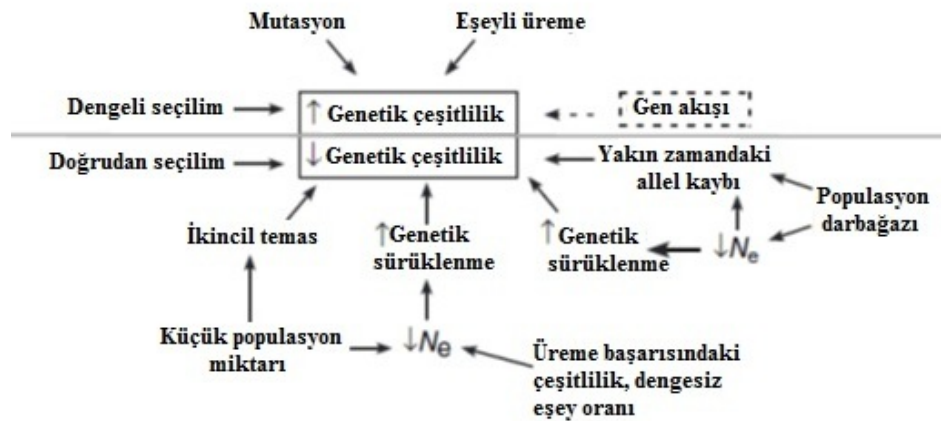 Mutasyon
Eşeyli üreme
Dengeli seçilim
↑ Genetik çeşitlilik
Gen akışı
Doğrudan seçilim
↓ Genetik çeşitlilik
Yakın zamandaki
allel kaybı
Populasyon
darbağazı
İkincil temas
↑Genetik
sürüklenme
↑ Genetik
sürüklenme
↓Ne
Küçük populasyon
miktarı
↓Ne
Üreme başarısındaki
çeşitlilik, dengesiz
eşey oranı